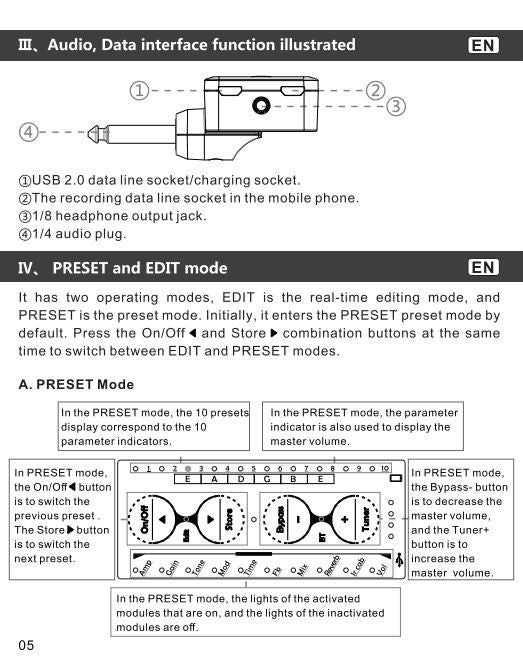 Ⅲ、Audio, Data interface function illustrated
EN
①
②
③
④
①USB 2.0 data line socket/charging socket.
②The recording data line socket in the mobile phone.
③1/8 headphone output jack.
④1/4 audio plug.
Ⅳ、 PRESET and EDIT mode
EN
It has two operating modes, EDIT is the real-time editing mode, and
PRESET is the preset mode. Initially, it enters the PRESET preset mode by
default. Press the On/Off ◀ and Store ▶ combination buttons at the same
time to switch between EDIT and PRESET modes.
A. PRESET Mode
In the PRESET mode, the 10 presets
display correspond to the 10
parameter indicators.
In the PRESET mode, the parameter
indicator is also used to display the
master volume.
In PRESET mode,
the On/Off◀ button
is to switch the
previous preset .
The Store▶button
is to switch the
next preset.
1 2 3 4 5 6 7 8 9 10
E A D G B E
On/Off ◀ Edit ▶ Store
Bypass − BT + Tuner
Amp Gain Tone Mod Time Fb Mix Reverb Ir cab Vol
In PRESET mode,
the Bypass- button
is to decrease the
master volume,
and the Tuner+
button is to
increase the
master volume.
In the PRESET mode, the lights of the activated
modules that are on, and the lights of the inactivated
modules are off.
05